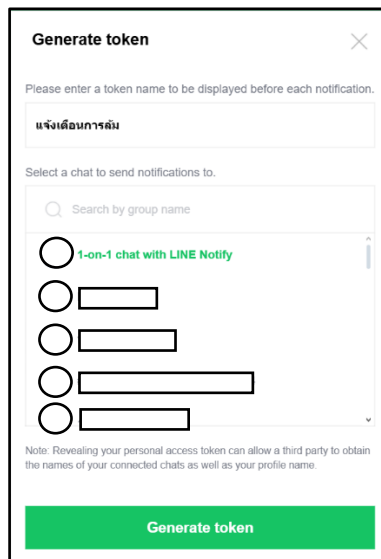 Generate token
Please enter a token name to be displayed before each notification.
แจ้งเตือนการล้ม
Select a chat to send notifications to.
Search by group name
1-on-1 chat with LINE Notify
Note: Revealing your personal access token can allow a third party to obtain
the names of your connected chats as well as your profile name.
Generate token